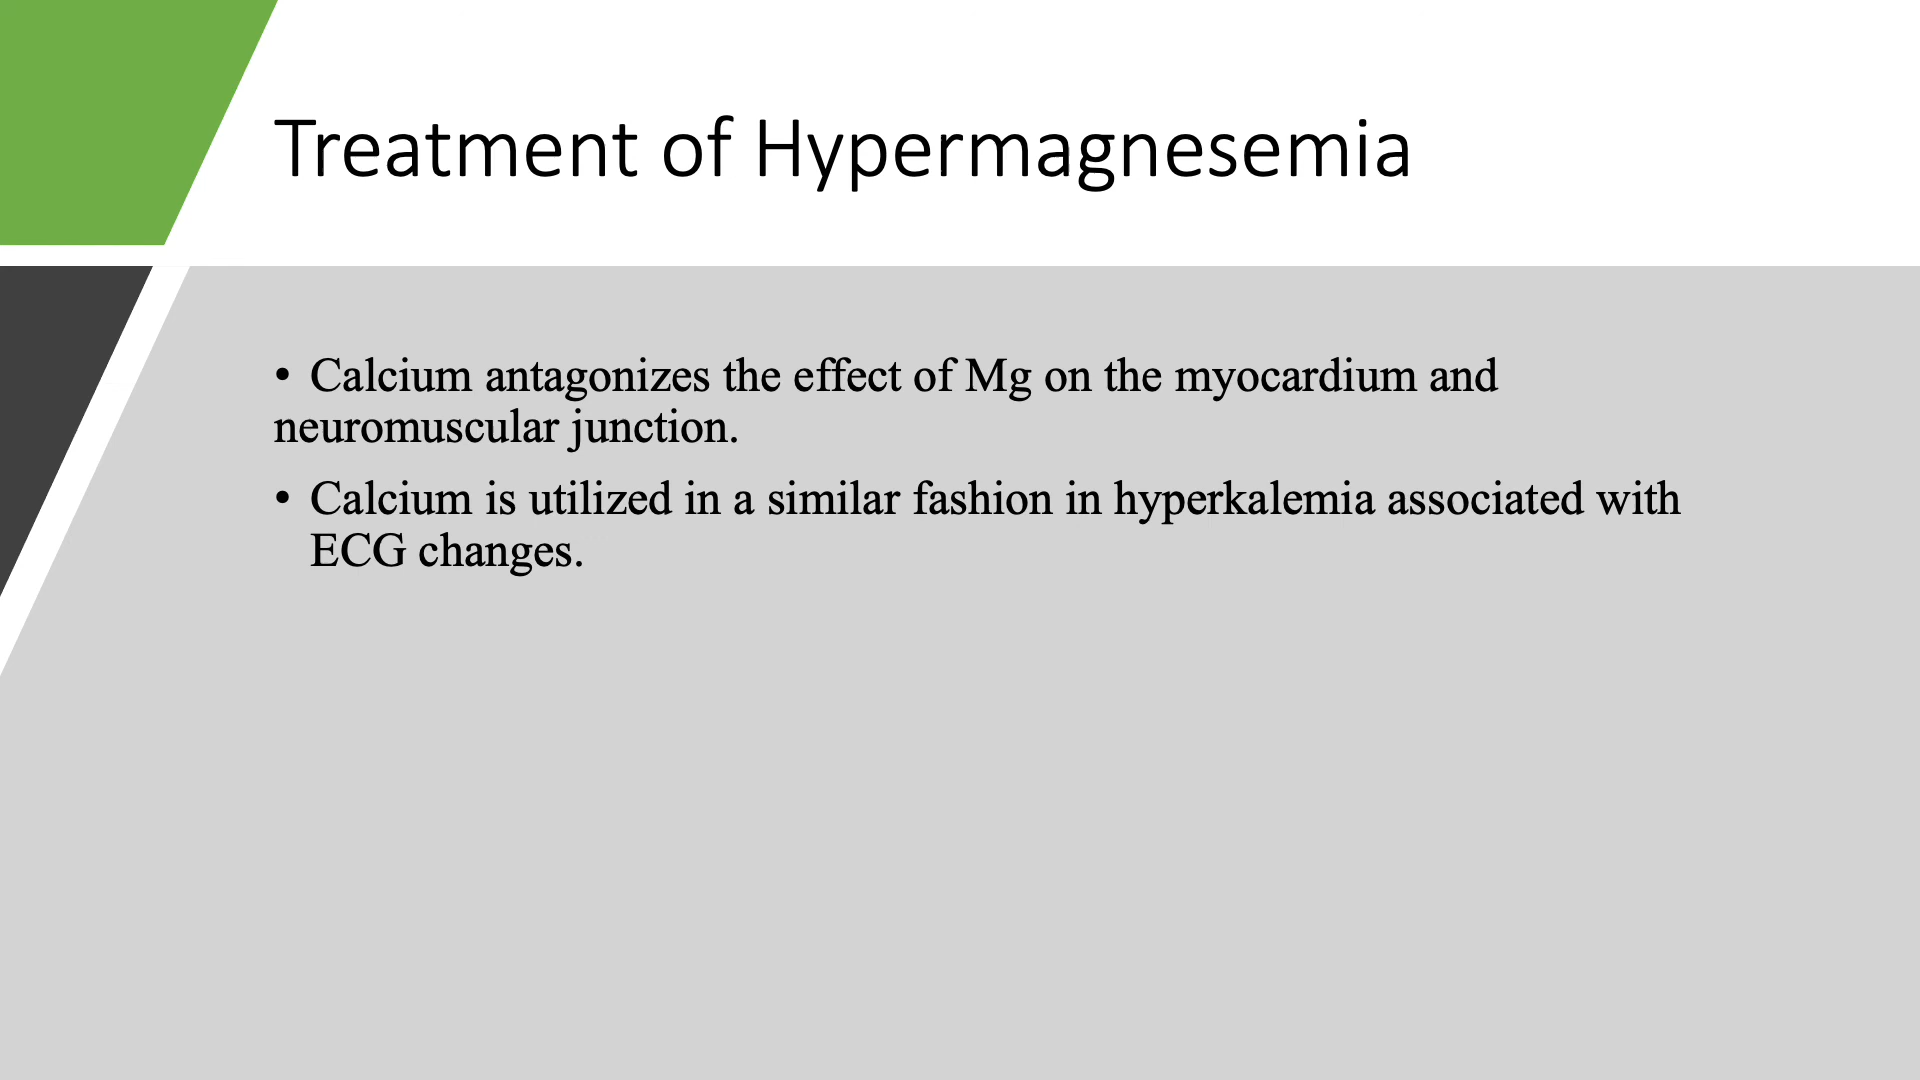 Treatment of Hypermagnesemia
• Calcium antagonizes the effect of Mg on the myocardium and
neuromuscular junction.
• Calcium is utilized in a similar fashion in hyperkalemia associated with
ECG changes.